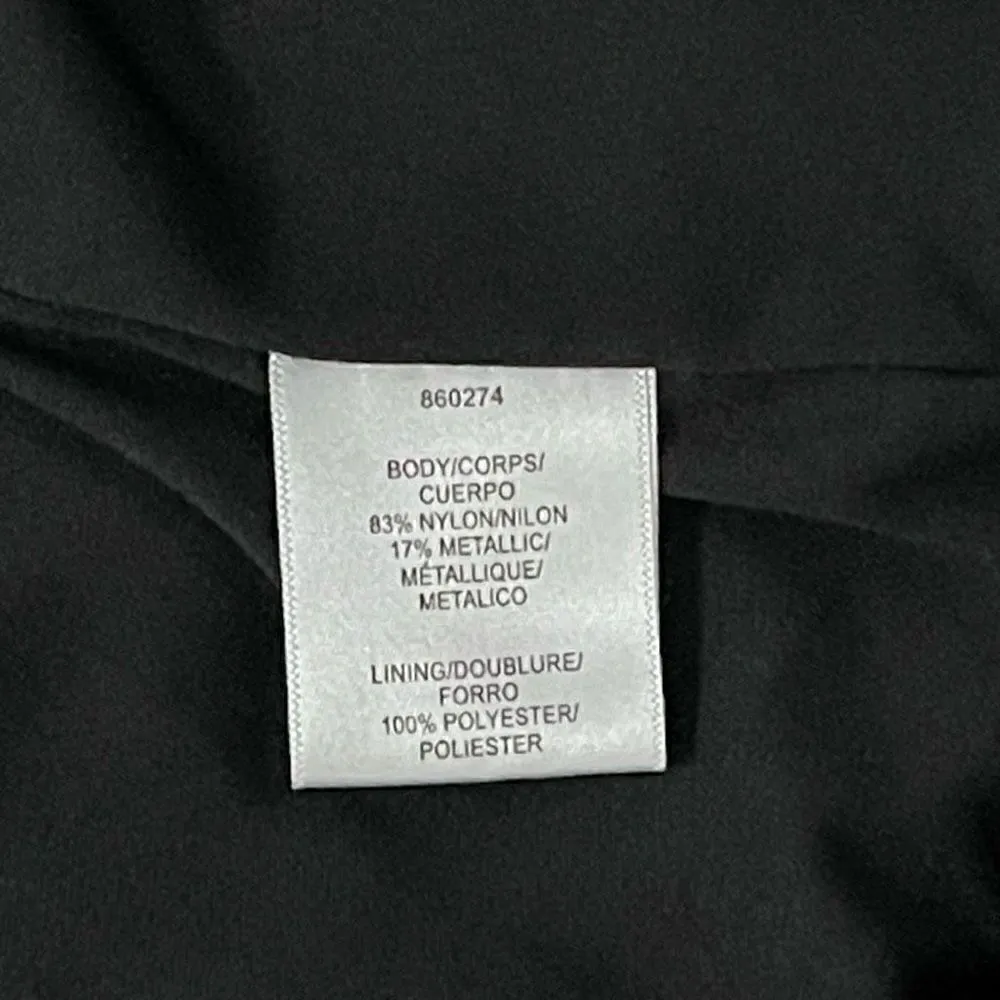 860274
BODY/CORPS/
CUERPO
83% NYLON/NILON
17% METALLIC/
MÉTALLIQUE/
METALICO
LINING/DOUBLURE/
FORRO
100% POLYESTER/
POLIESTER